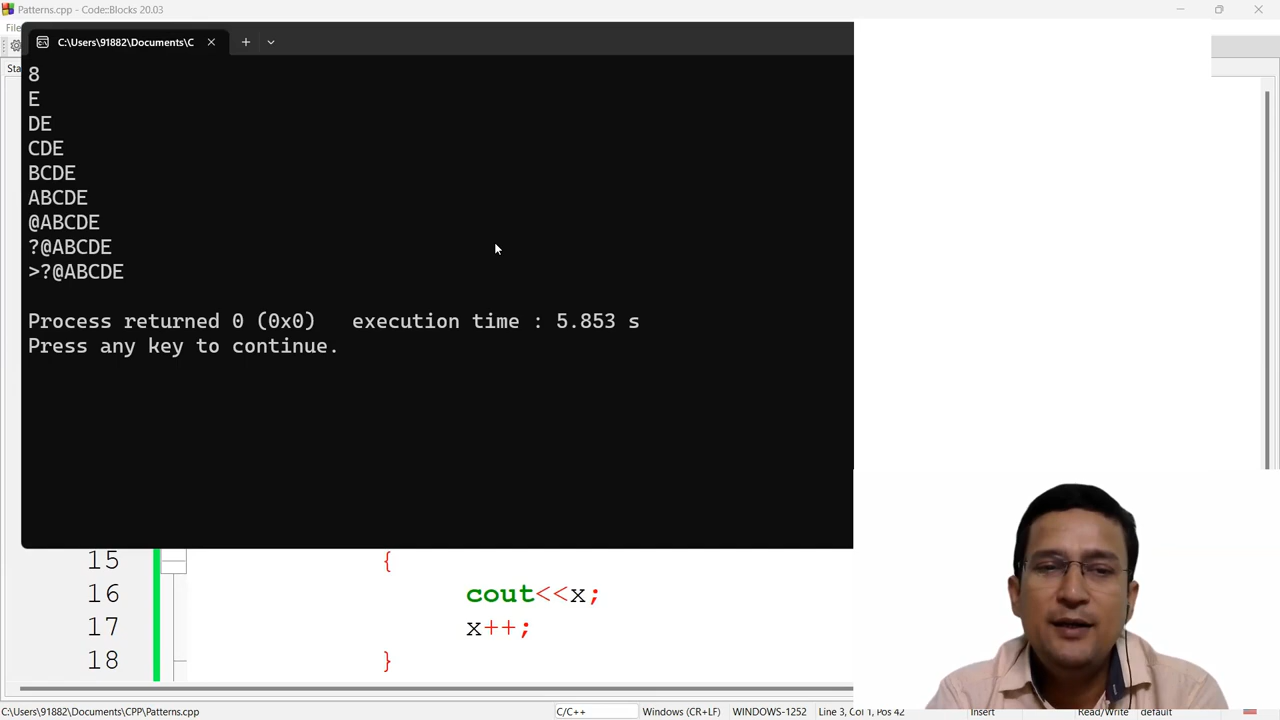 Patterns.cpp - Code::Blocks 20.03
C:\Users\91882\Documents\C
8
E
DE
CDE
BCDE
ABCDE
@ABCDE
?@ABCDE
>?@ABCDE
Process returned 0 (0x0)   execution time : 5.853 s
Press any key to continue.
15 {
16 cout<<x;
17 x++;
18 }
C:\Users\91882\Documents\CPP\Patterns.cpp C/C++ Windows (CR+LF) WINDOWS-1252 Line 3, Col 1, Pos 42 Insert Read/Write default